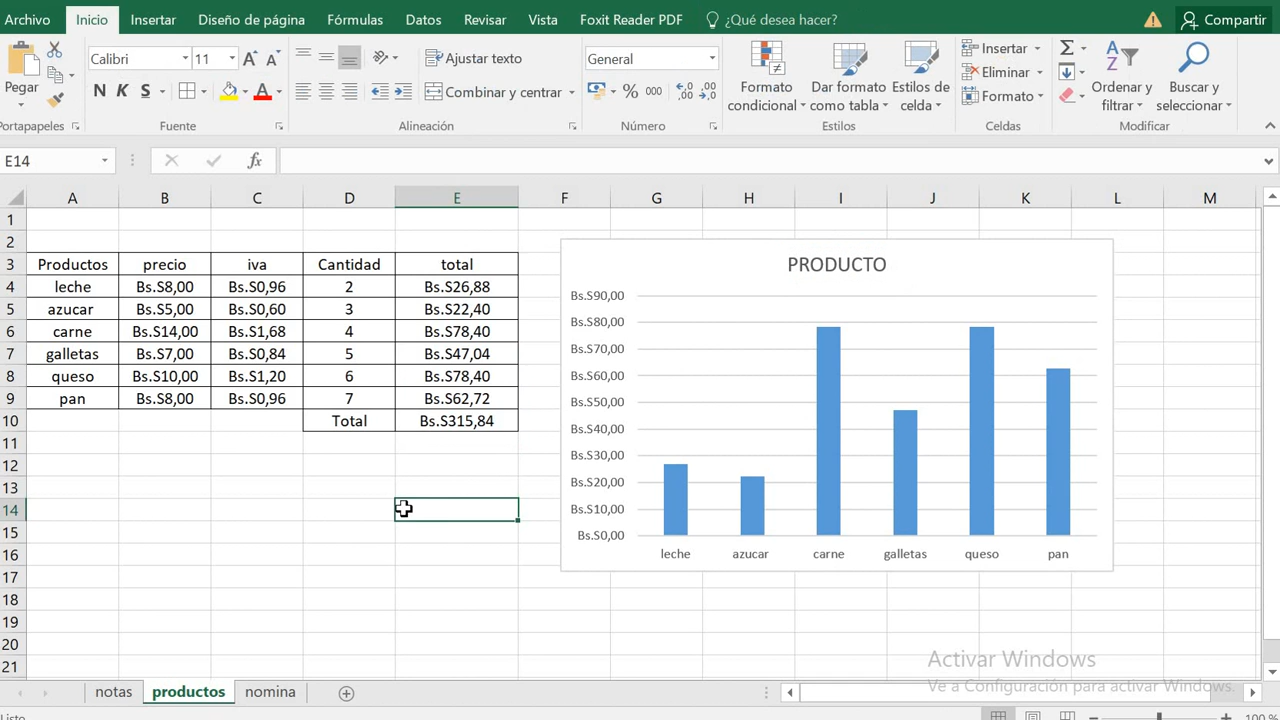 Archivo Inicio Insertar Diseño de página Fórmulas Datos Revisar Vista Foxit Reader PDF ¿Qué desea hacer? Compartir
Pegar
Calibri 11
N K S
Ajustar texto
Combinar y centrar
General
% 000
Formato condicional
Dar formato como tabla
Estilos de celda
Insertar
Eliminar
Formato
Ordenar y filtrar
Buscar y seleccionar
Portapapeles Fuente Alineación Número Estilos Celdas Modificar
E14 fx
A B C D E F G H I J K L M
1
2
3 Productos precio iva Cantidad total
4 leche Bs.S8,00 Bs.S0,96 2 Bs.S26,88
5 azucar Bs.S5,00 Bs.S0,60 3 Bs.S22,40
6 carne Bs.S14,00 Bs.S1,68 4 Bs.S78,40
7 galletas Bs.S7,00 Bs.S0,84 5 Bs.S47,04
8 queso Bs.S10,00 Bs.S1,20 6 Bs.S78,40
9 pan Bs.S8,00 Bs.S0,96 7 Bs.S62,72
10 Total Bs.S315,84
11
12
13
14
15
16
17
18
19
20
21
PRODUCTO
Bs.S90,00
Bs.S80,00
Bs.S70,00
Bs.S60,00
Bs.S50,00
Bs.S40,00
Bs.S30,00
Bs.S20,00
Bs.S10,00
Bs.S0,00
leche azucar carne galletas queso pan
Activar Windows
Ve a Configuración para activar Windows.
notas productos nomina
Listo
100 %